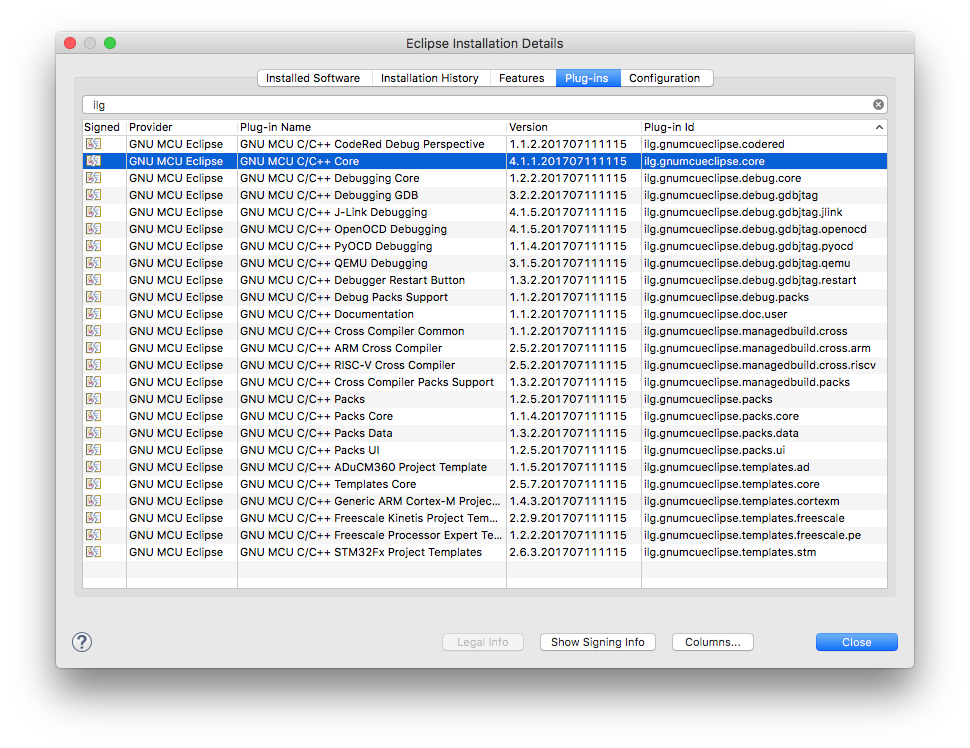 Eclipse Installation Details
Installed Software Installation History Features Plug-ins Configuration
ilg
Signed Provider Plug-in Name Version Plug-in Id
GNU MCU Eclipse GNU MCU C/C++ CodeRed Debug Perspective 1.1.2.201707111115 ilg.gnumcueclipse.codered
GNU MCU Eclipse GNU MCU C/C++ Core 4.1.1.201707111115 ilg.gnumcueclipse.core
GNU MCU Eclipse GNU MCU C/C++ Debugging Core 1.2.2.201707111115 ilg.gnumcueclipse.debug.core
GNU MCU Eclipse GNU MCU C/C++ Debugging GDB 3.2.2.201707111115 ilg.gnumcueclipse.debug.gdbjtag
GNU MCU Eclipse GNU MCU C/C++ J-Link Debugging 4.1.5.201707111115 ilg.gnumcueclipse.debug.gdbjtag.jlink
GNU MCU Eclipse GNU MCU C/C++ OpenOCD Debugging 4.1.5.201707111115 ilg.gnumcueclipse.debug.gdbjtag.openocd
GNU MCU Eclipse GNU MCU C/C++ PyOCD Debugging 1.1.4.201707111115 ilg.gnumcueclipse.debug.gdbjtag.pyocd
GNU MCU Eclipse GNU MCU C/C++ QEMU Debugging 3.1.5.201707111115 ilg.gnumcueclipse.debug.gdbjtag.qemu
GNU MCU Eclipse GNU MCU C/C++ Debugger Restart Button 1.3.2.201707111115 ilg.gnumcueclipse.debug.gdbjtag.restart
GNU MCU Eclipse GNU MCU C/C++ Debug Packs Support 1.1.2.201707111115 ilg.gnumcueclipse.debug.packs
GNU MCU Eclipse GNU MCU C/C++ Documentation 1.1.2.201707111115 ilg.gnumcueclipse.doc.user
GNU MCU Eclipse GNU MCU C/C++ Cross Compiler Common 1.1.2.201707111115 ilg.gnumcueclipse.managedbuild.cross
GNU MCU Eclipse GNU MCU C/C++ ARM Cross Compiler 2.5.2.201707111115 ilg.gnumcueclipse.managedbuild.cross.arm
GNU MCU Eclipse GNU MCU C/C++ RISC-V Cross Compiler 2.5.2.201707111115 ilg.gnumcueclipse.managedbuild.cross.riscv
GNU MCU Eclipse GNU MCU C/C++ Cross Compiler Packs Support 1.3.2.201707111115 ilg.gnumcueclipse.managedbuild.packs
GNU MCU Eclipse GNU MCU C/C++ Packs 1.2.5.201707111115 ilg.gnumcueclipse.packs
GNU MCU Eclipse GNU MCU C/C++ Packs Core 1.1.4.201707111115 ilg.gnumcueclipse.packs.core
GNU MCU Eclipse GNU MCU C/C++ Packs Data 1.3.2.201707111115 ilg.gnumcueclipse.packs.data
GNU MCU Eclipse GNU MCU C/C++ Packs UI 1.2.5.201707111115 ilg.gnumcueclipse.packs.ui
GNU MCU Eclipse GNU MCU C/C++ ADuCM360 Project Template 1.1.5.201707111115 ilg.gnumcueclipse.templates.ad
GNU MCU Eclipse GNU MCU C/C++ Templates Core 2.5.7.201707111115 ilg.gnumcueclipse.templates.core
GNU MCU Eclipse GNU MCU C/C++ Generic ARM Cortex-M Projec... 1.4.3.201707111115 ilg.gnumcueclipse.templates.cortexm
GNU MCU Eclipse GNU MCU C/C++ Freescale Kinetis Project Tem... 2.2.9.201707111115 ilg.gnumcueclipse.templates.freescale
GNU MCU Eclipse GNU MCU C/C++ Freescale Processor Expert Te... 1.2.2.201707111115 ilg.gnumcueclipse.templates.freescale.pe
GNU MCU Eclipse GNU MCU C/C++ STM32Fx Project Templates 2.6.3.201707111115 ilg.gnumcueclipse.templates.stm
? Legal Info Show Signing Info Columns... Close